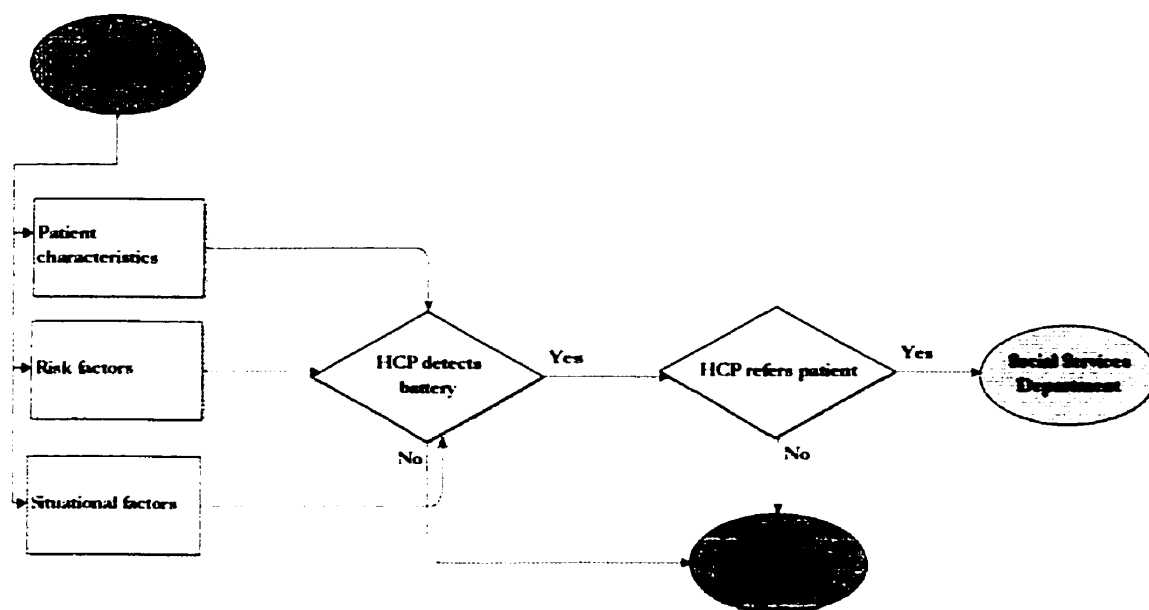 Patient
characteristics
Risk factors
Situational factors
HCP detects
battery
Yes
No
HCP refers patient
Yes
No
Social Services
Department